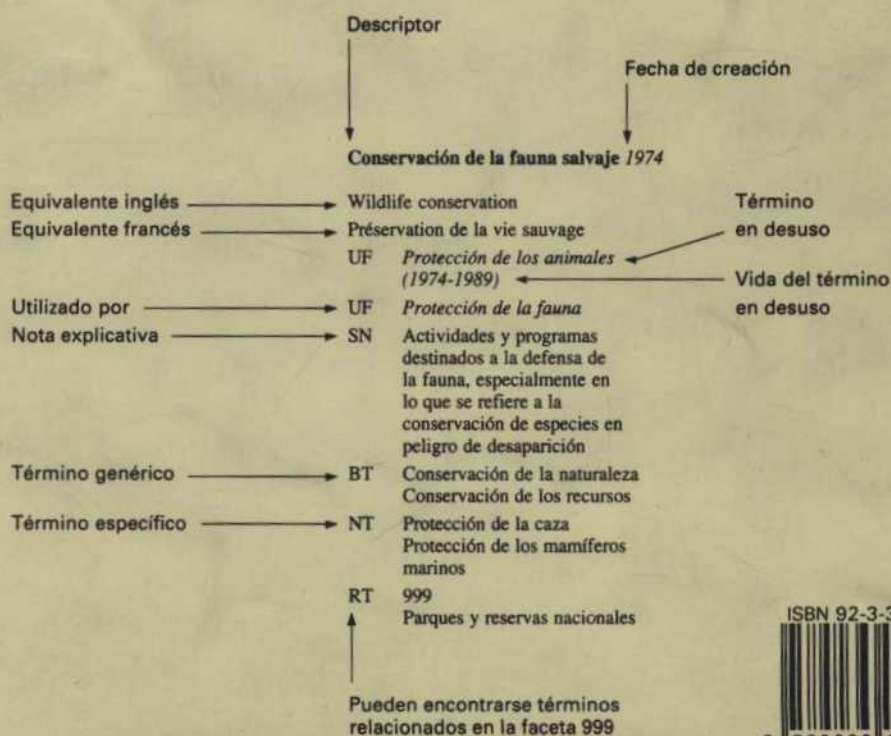 Descriptor
Fecha de creación
Conservación de la fauna salvaje 1974
Equivalente inglés
Wildlife conservation
Término
Equivalente francés
Préservation de la vie sauvage
en desuso
UF Protección de los animales
(1974-1989)
Vida del término
Utilizado por
UF Protección de la fauna
en desuso
Nota explicativa
SN Actividades y programas
destinados a la defensa de
la fauna, especialmente en
lo que se refiere a la
conservación de especies en
peligro de desaparición
Término genérico
BT Conservación de la naturaleza
Conservación de los recursos
Término específico
NT Protección de la caza
Protección de los mamíferos
marinos
RT 999
Parques y reservas nacionales
ISBN 92-3-3
Pueden encontrarse términos
relacionados en la faceta 999